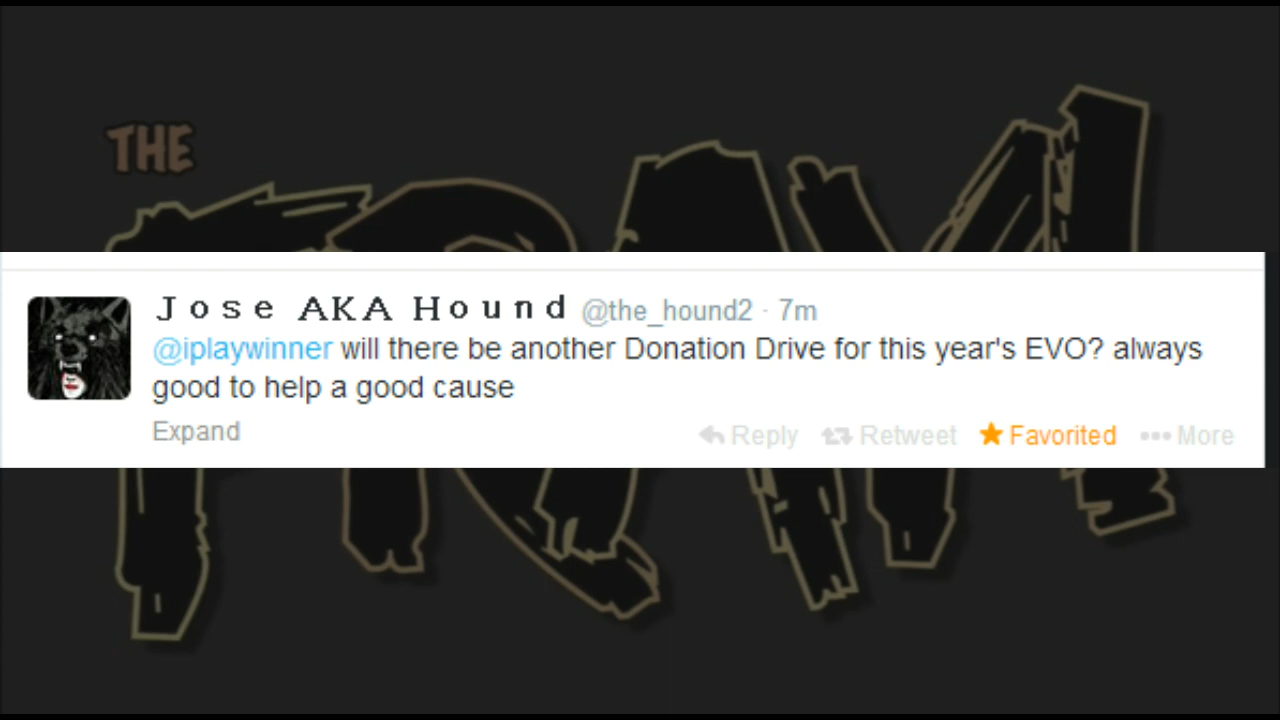 THE
Jose AKA Hound @the_hound2 · 7m
@iplaywinner will there be another Donation Drive for this year's EVO? always
good to help a good cause
Expand Reply Retweet Favorited More